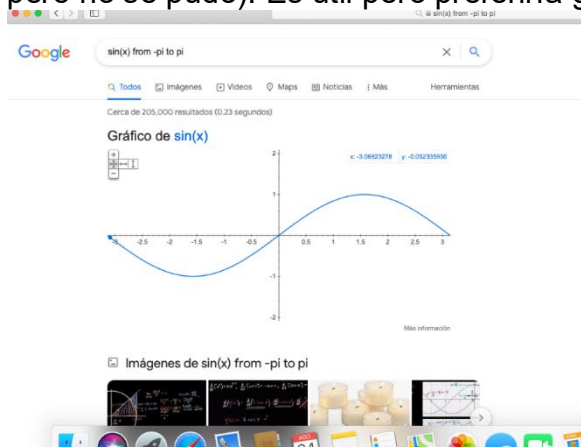 pero no se pudo). Es útil pero preferiría g
sin(x) from -pi to pi
Google
sin(x) from -pi to pi
Todos Imágenes Videos Maps Noticias Más Herramientas
Cerca de 205,000 resultados (0.23 segundos)
Gráfico de sin(x)
x: -3.08923278 y: -0.052335956
2
1
-3 -2.5 -2 -1.5 -1 -0.5 0.5 1 1.5 2 2.5 3
-1
-2
Más información
Imágenes de sin(x) from -pi to pi
AGO